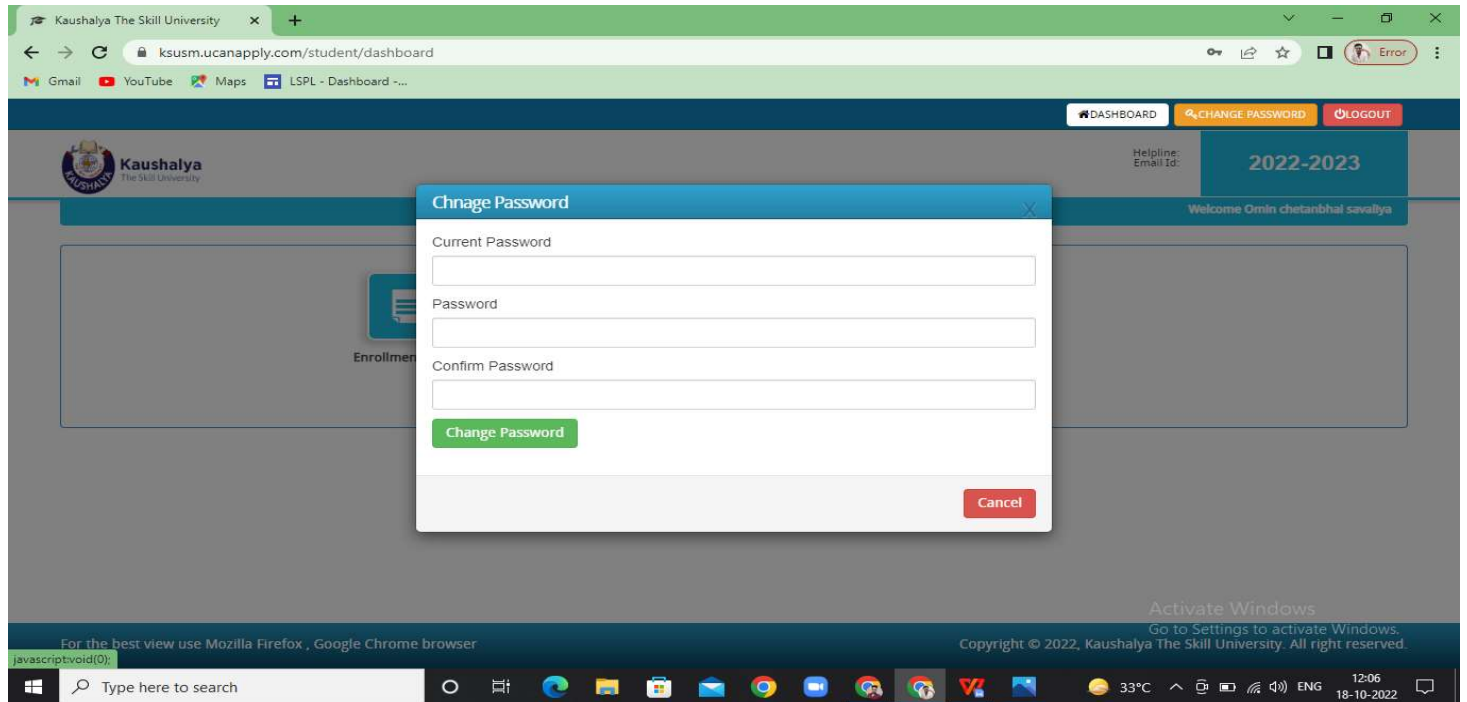 Kaushalya The Skill University
ksusm.ucanapply.com/student/dashboard
Error
Gmail YouTube Maps LSPL - Dashboard -...
DASHBOARD CHANGE PASSWORD LOGOUT
KAUSHALYA
Kaushalya
The Skill University
Helpline:
Email Id:
2022-2023
Welcome Omin chetanbhai savaliya
Chnage Password X
Current Password
Password
Enrollmen
Confirm Password
Change Password
Cancel
Activate Windows
Go to Settings to activate Windows.
For the best view use Mozilla Firefox , Google Chrome browser
Copyright © 2022, Kaushalya The Skill University. All right reserved.
javascript:void(0);
Type here to search
33°C ENG 12:06
18-10-2022